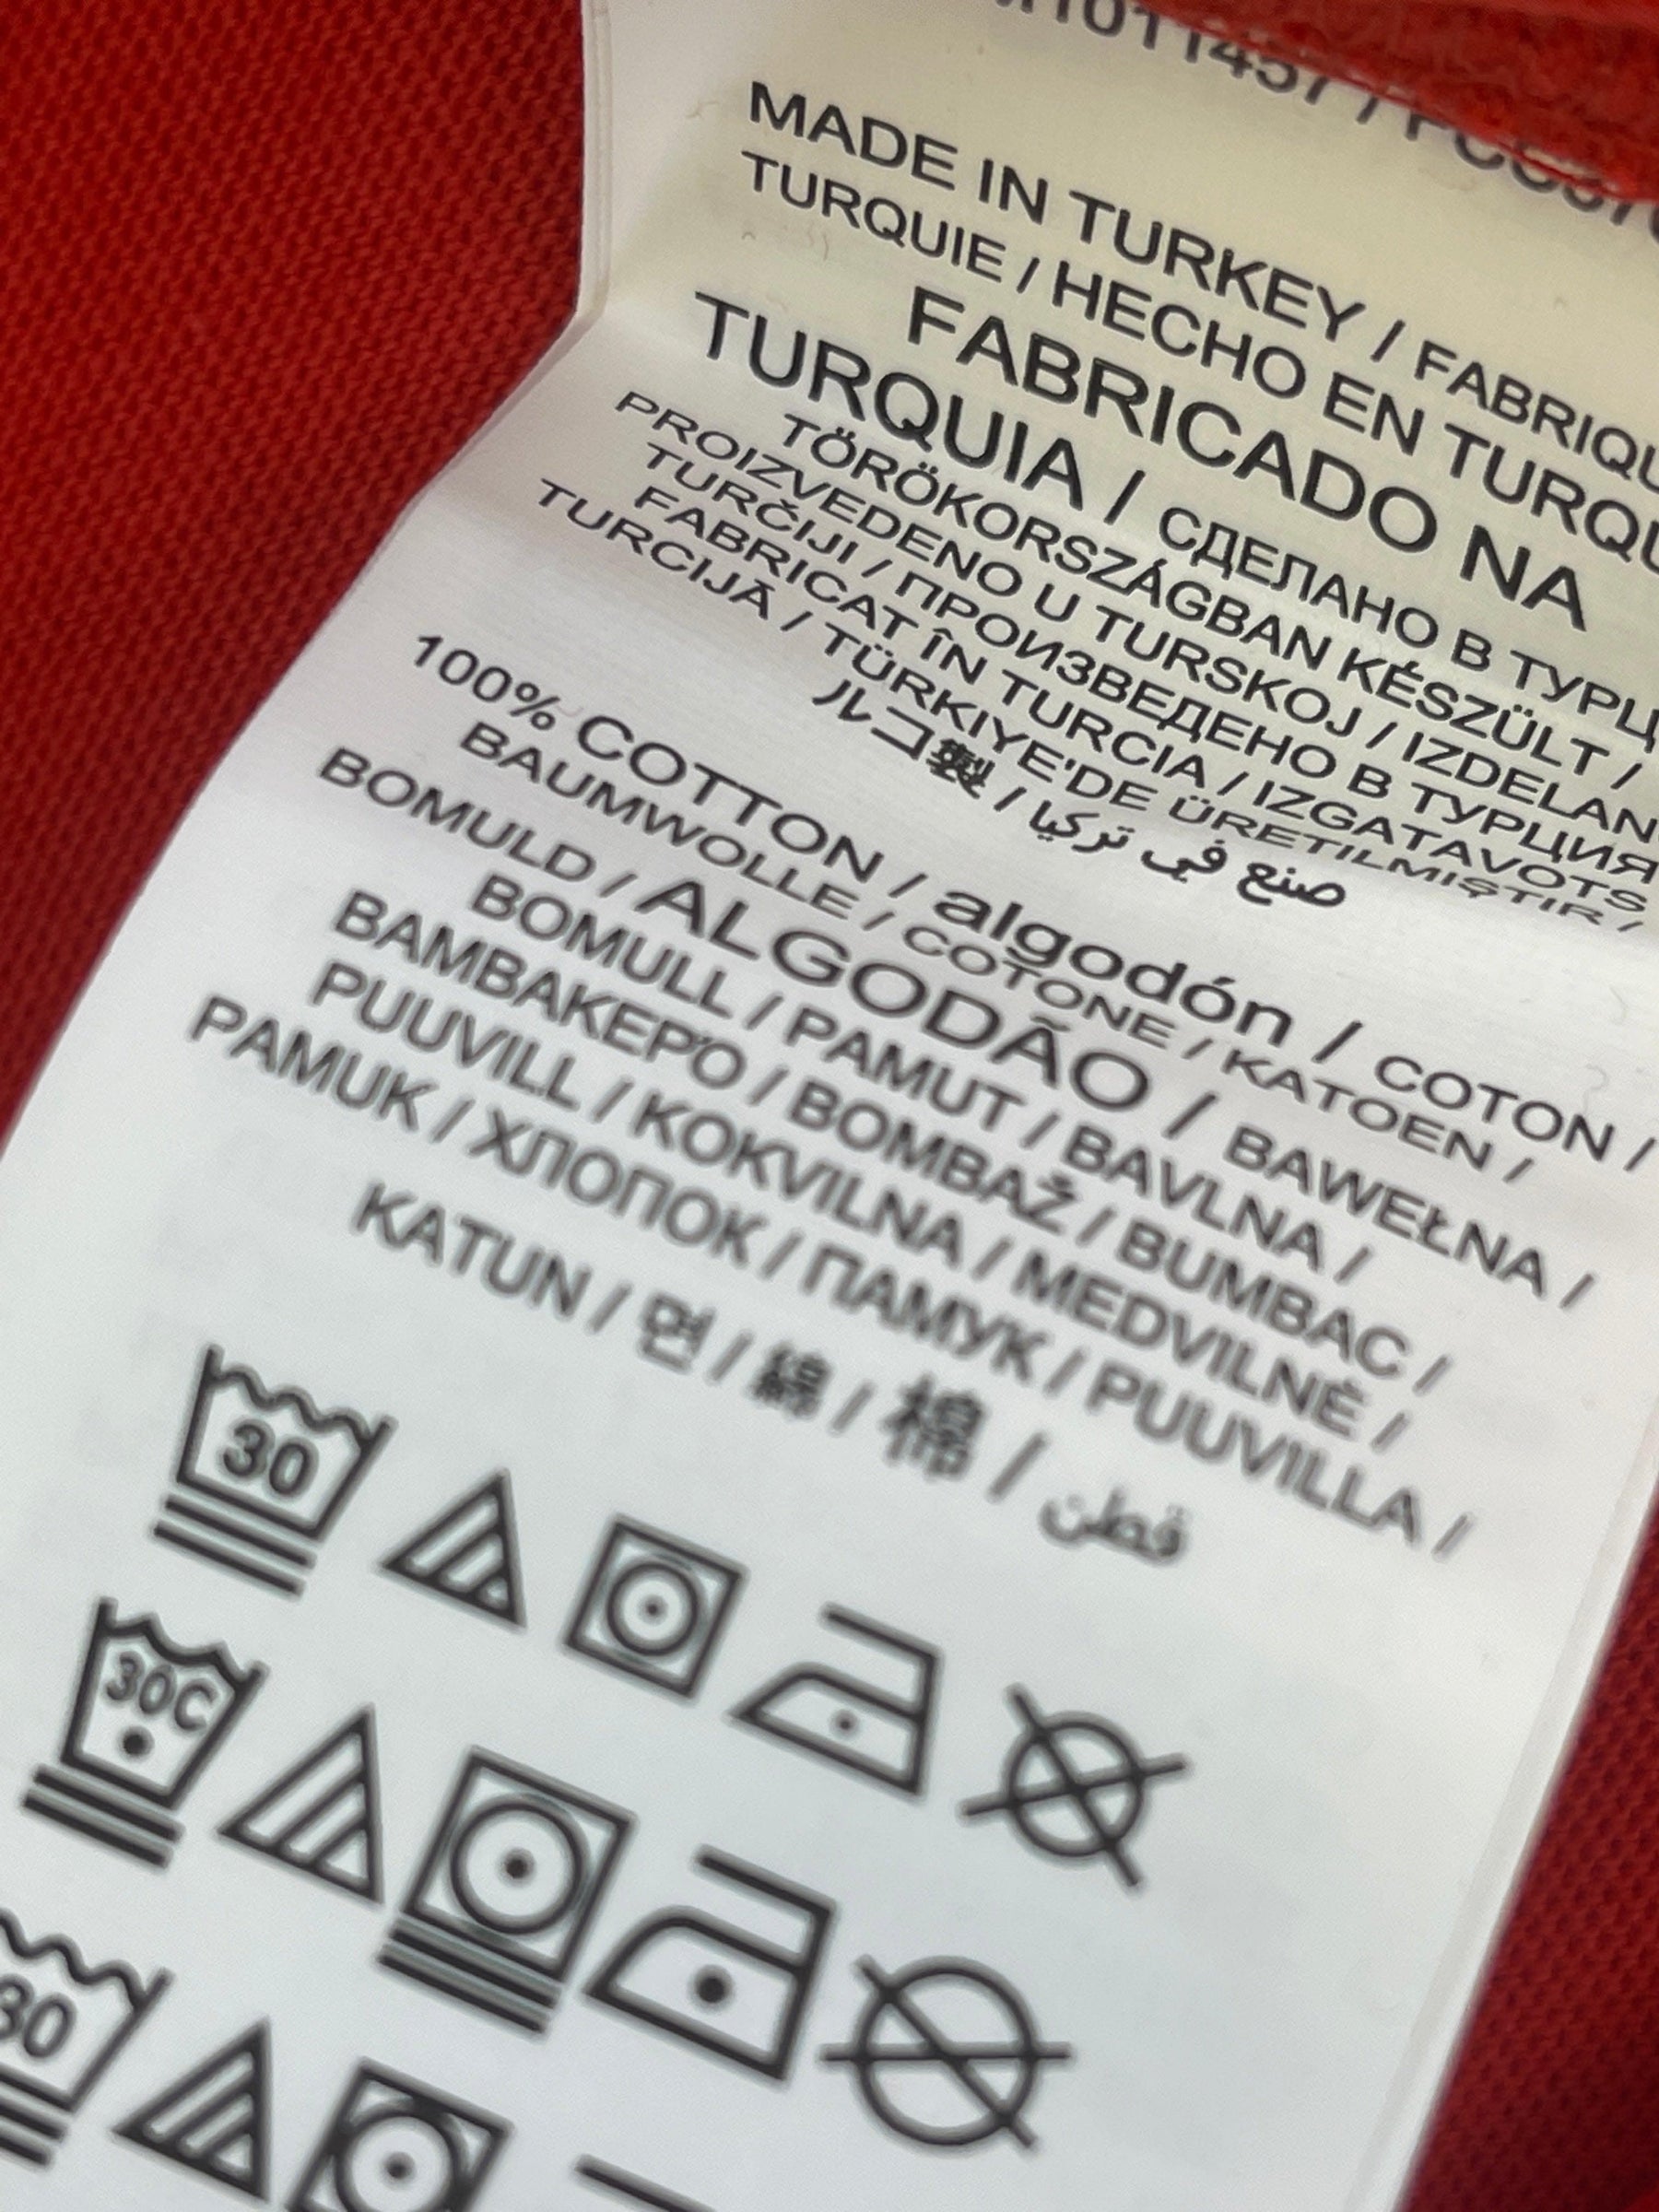 MADE IN TURKEY / FABRIQU
TURQUIE / HECHO EN TURQU
FABRICADO NA
TURQUIA / СДЕЛАНО В ТУРЦ
TÖRÖKORSZÁGBAN KÉSZÜLT /
PROIZVEDENO U TURSKOJ / IZDELAN
TURČIJI / ПРОИЗВЕДЕНО В ТУРЦИЯ
FABRICAT ÎN TURCIA / IZGATAVOTS
TURCIJĀ / TÜRKIYE'DE ÜRETILMIŞTIR /
ルコ製 / صنع في تركيا
100% COTTON / algodón / COTON /
BAUMWOLLE / COTONE / KATOEN /
BOMULD / ALGODÃO / BAWEŁNA /
BOMULL / PAMUT / BAVLNA /
BAMBAKEPΌ / BOMBAŽ / BUMBAC /
PUUVILL / KOKVILNA / MEDVILNĖ /
PAMUK / ХЛОПОК / ПАМУК / PUUVILLA /
KATUN / 면 / 綿 / 棉 / قطن
30
30C
30